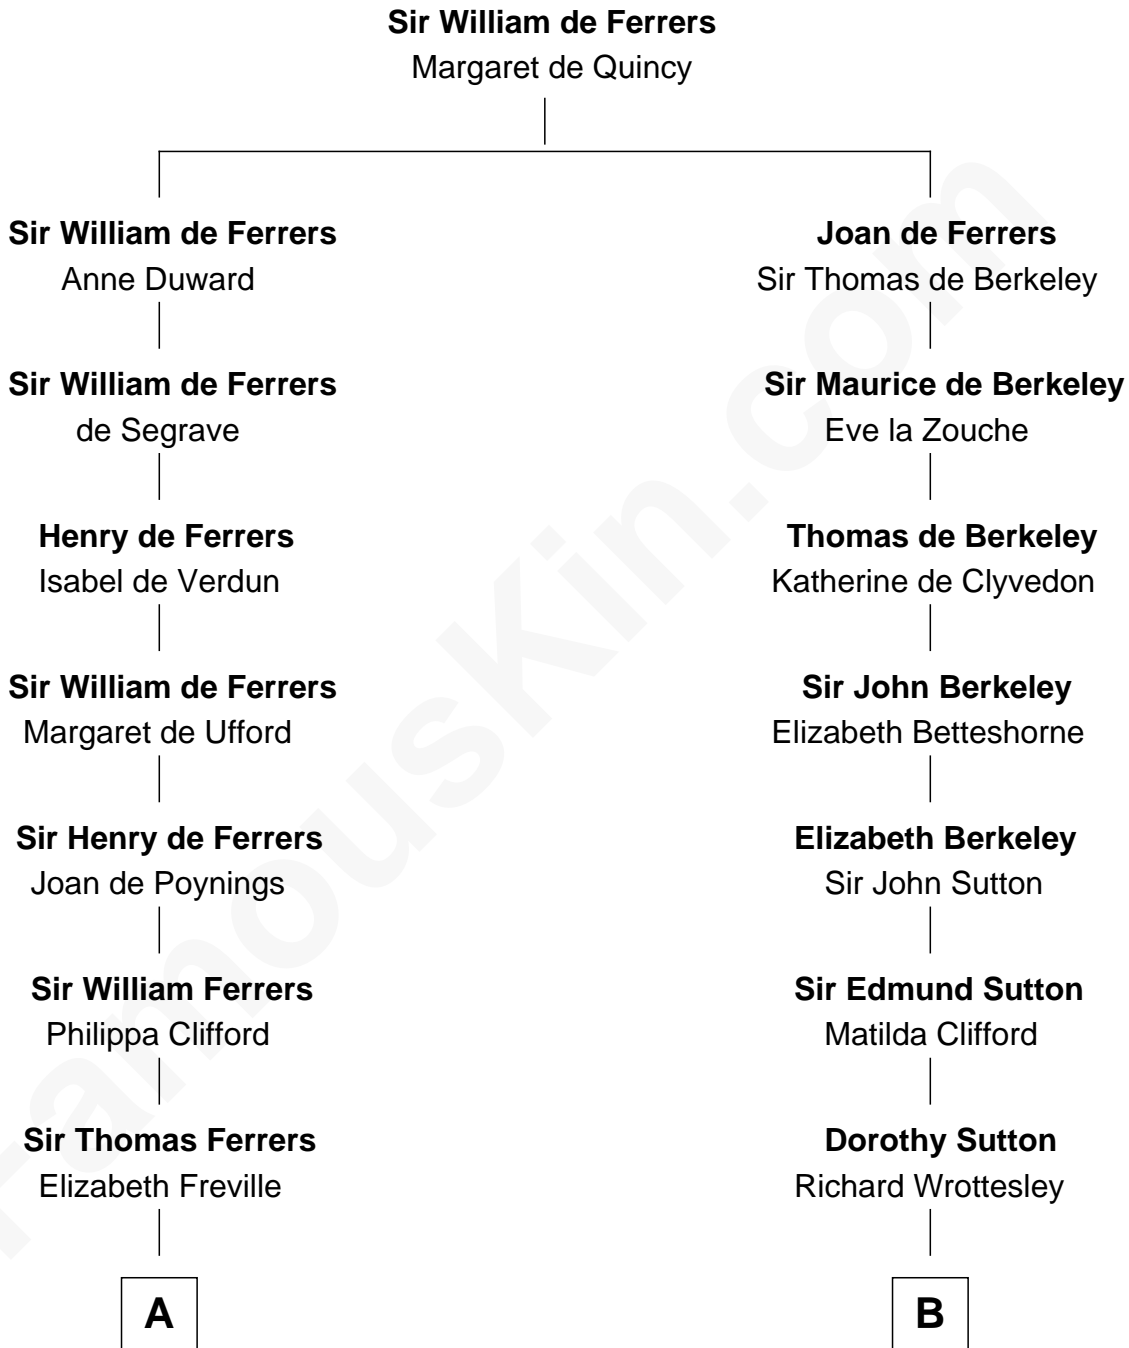 Sir William de Ferrers
Margaret de Quincy
Sir William de Ferrers
Anne Duward
Sir William de Ferrers
de Segrave
Henry de Ferrers
Isabel de Verdun
Sir William de Ferrers
Margaret de Ufford
Sir Henry de Ferrers
Joan de Poynings
Sir William Ferrers
Philippa Clifford
Sir Thomas Ferrers
Elizabeth Freville
A
Joan de Ferrers
Sir Thomas de Berkeley
Sir Maurice de Berkeley
Eve la Zouche
Thomas de Berkeley
Katherine de Clyvedon
Sir John Berkeley
Elizabeth Betteshorne
Elizabeth Berkeley
Sir John Sutton
Sir Edmund Sutton
Matilda Clifford
Dorothy Sutton
Richard Wrottesley
B
FamousKin.com